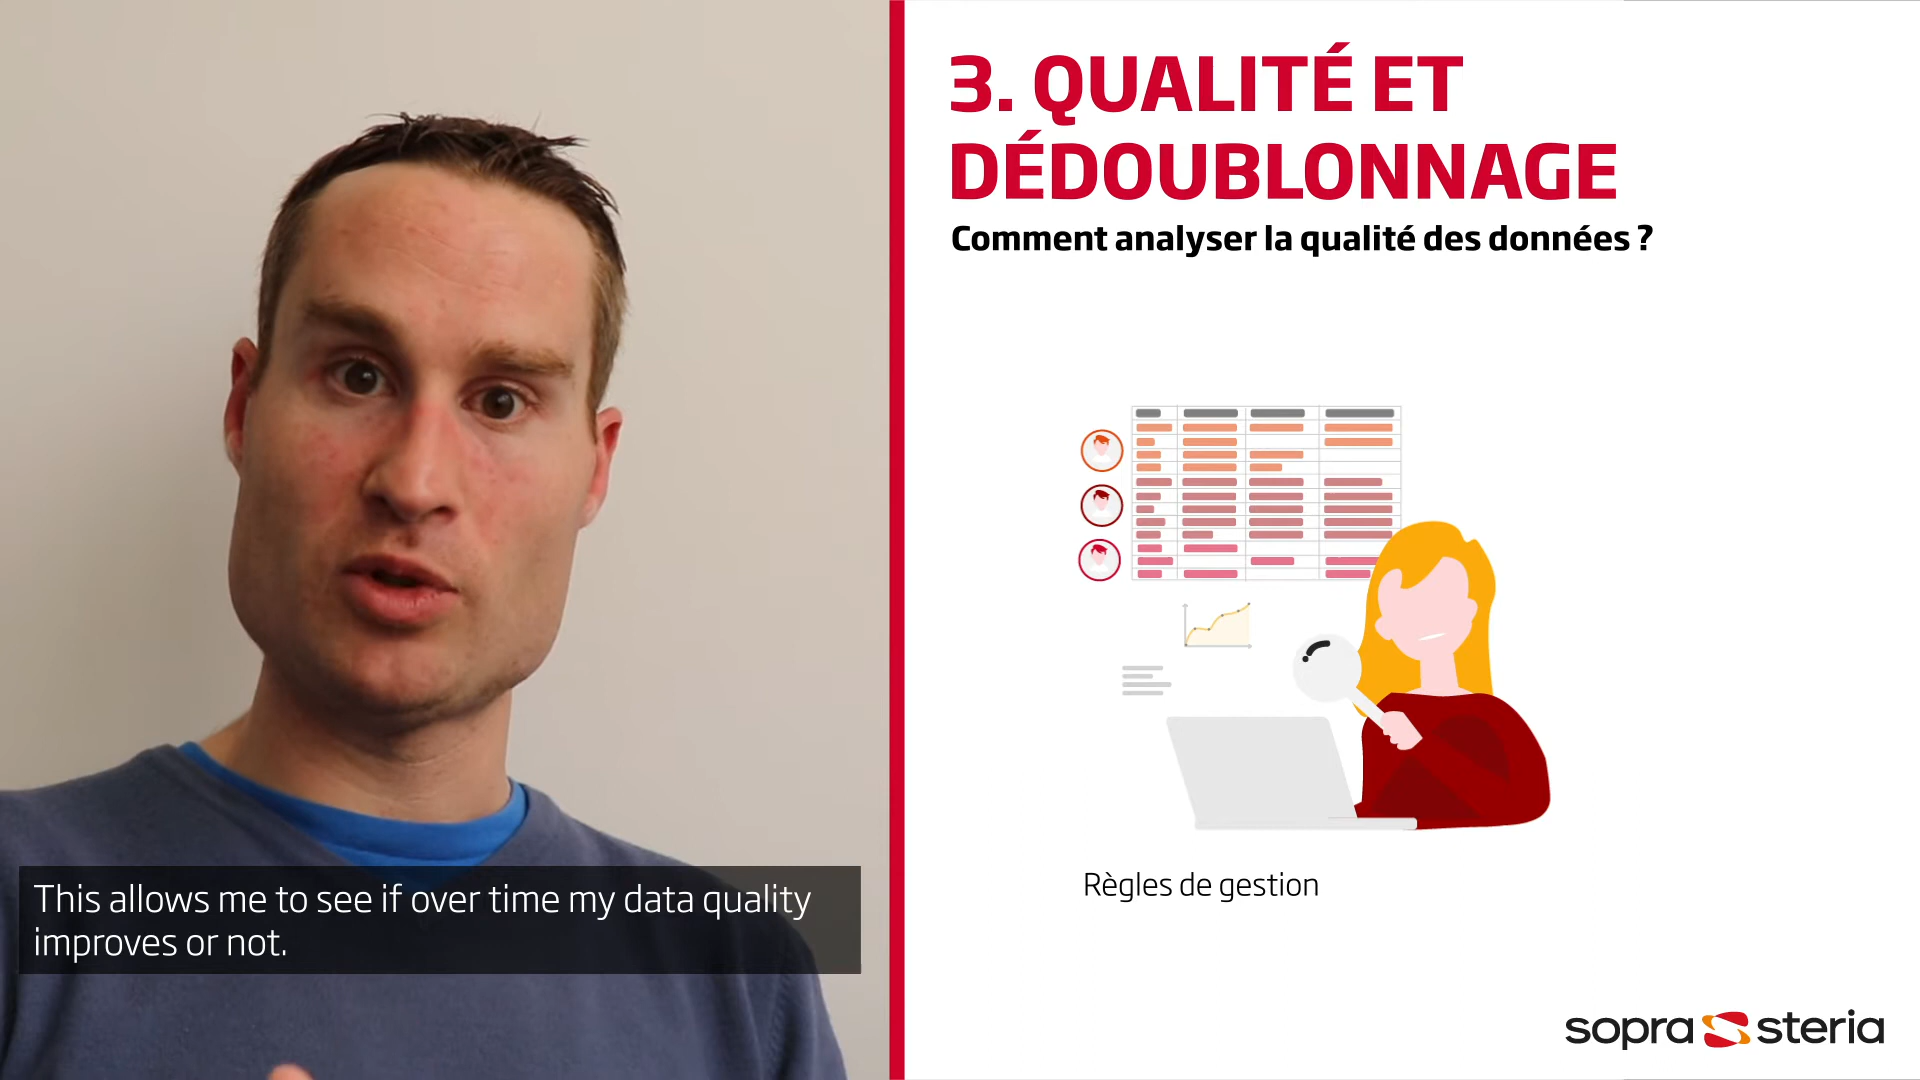 3. QUALITÉ ET
DÉDOUBLONNAGE
Comment analyser la qualité des données ?
This allows me to see if over time my data quality
improves or not.
Règles de gestion
sopra steria